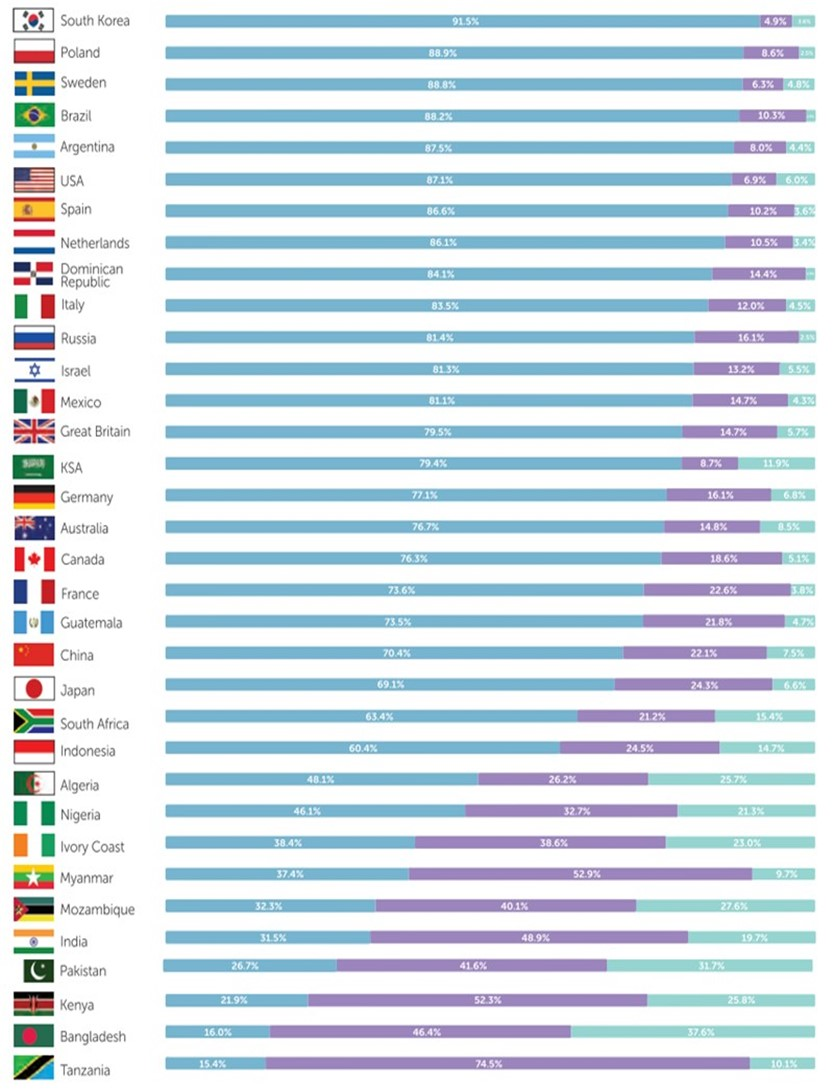 South Korea 91.5% 4.9% 3.6%
Poland 88.9% 8.6% 2.5%
Sweden 88.8% 6.3% 4.8%
Brazil 88.2% 10.3%
Argentina 87.5% 8.0% 4.4%
USA 87.1% 6.9% 6.0%
Spain 86.6% 10.2% 3.6%
Netherlands 86.1% 10.5% 3.4%
Dominican
Republic 84.1% 14.4%
Italy 83.5% 12.0% 4.5%
Russia 81.4% 16.1% 2.5%
Israel 81.3% 13.2% 5.5%
Mexico 81.1% 14.7% 4.3%
Great Britain 79.5% 14.7% 5.7%
KSA 79.4% 8.7% 11.9%
Germany 77.1% 16.1% 6.8%
Australia 76.7% 14.8% 8.5%
Canada 76.3% 18.6% 5.1%
France 73.6% 22.6% 3.8%
Guatemala 73.5% 21.8% 4.7%
China 70.4% 22.1% 7.5%
Japan 69.1% 24.3% 6.6%
South Africa 63.4% 21.2% 15.4%
Indonesia 60.4% 24.5% 14.7%
Algeria 48.1% 26.2% 25.7%
Nigeria 46.1% 32.7% 21.3%
Ivory Coast 38.4% 38.6% 23.0%
Myanmar 37.4% 52.9% 9.7%
Mozambique 32.3% 40.1% 27.6%
India 31.5% 48.9% 19.7%
Pakistan 26.7% 41.6% 31.7%
Kenya 21.9% 52.3% 25.8%
Bangladesh 16.0% 46.4% 37.6%
Tanzania 15.4% 74.5% 10.1%